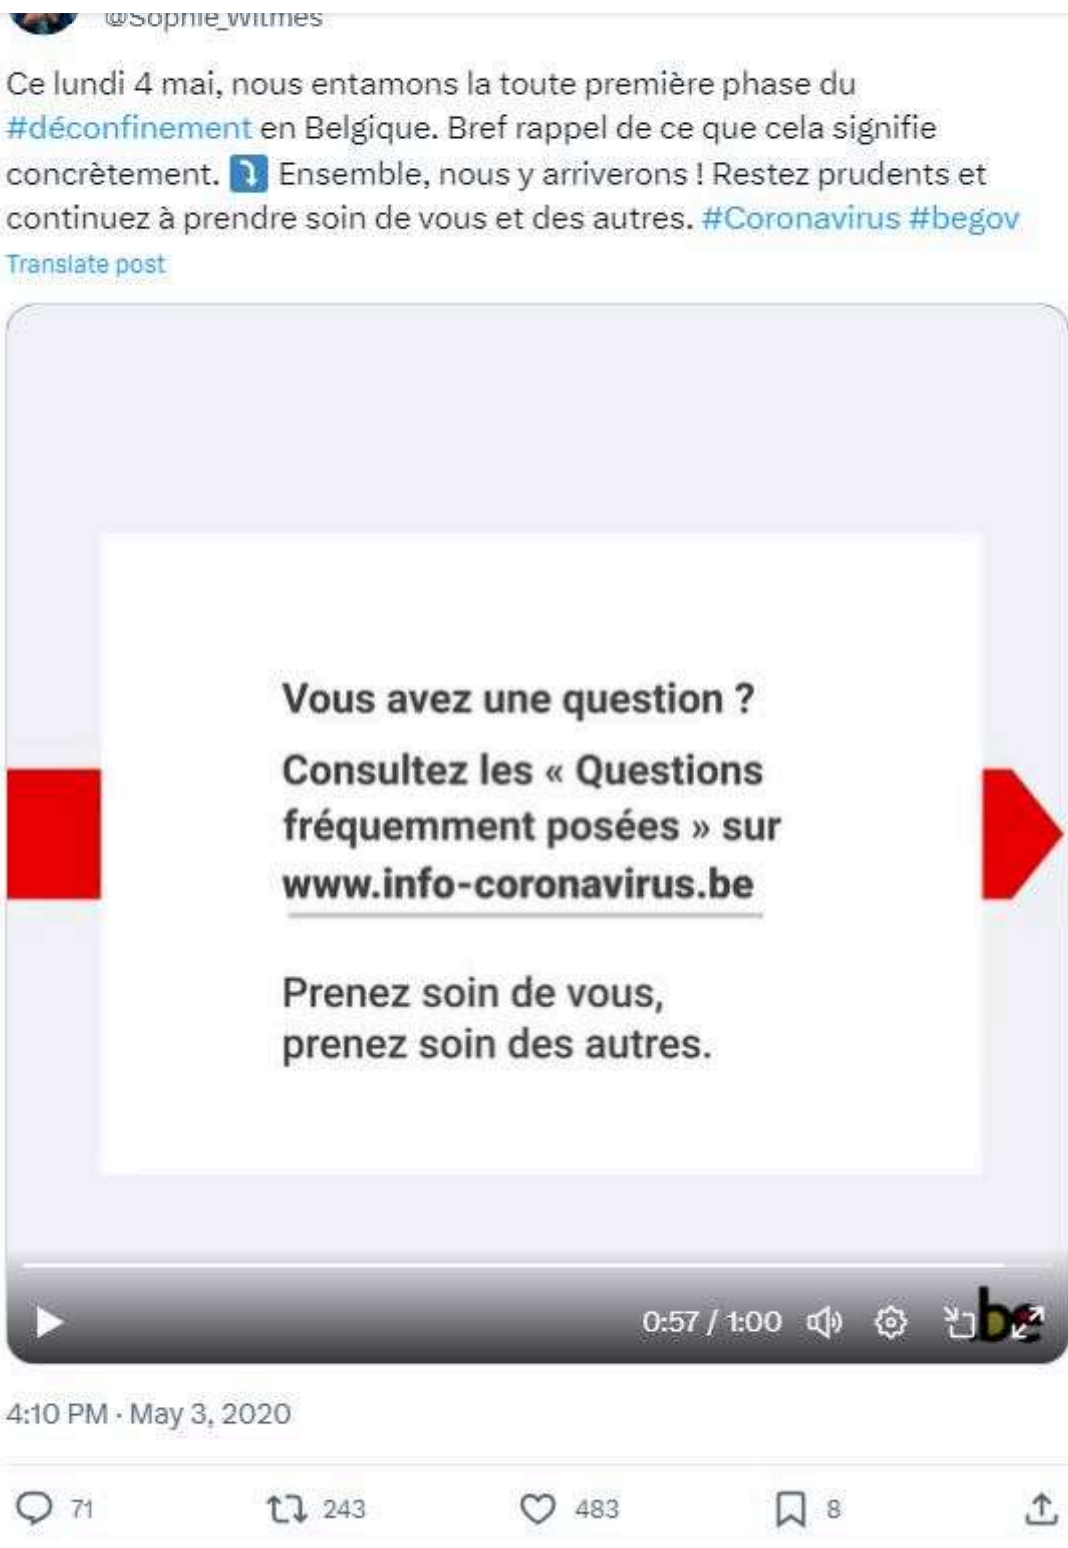 @Sophie_Wilmes
Ce lundi 4 mai, nous entamons la toute première phase du
#déconfinement en Belgique. Bref rappel de ce que cela signifie
concrètement. ⤵ Ensemble, nous y arriverons ! Restez prudents et
continuez à prendre soin de vous et des autres. #Coronavirus #begov
Translate post
Vous avez une question ?
Consultez les « Questions
fréquemment posées » sur
www.info-coronavirus.be
Prenez soin de vous,
prenez soin des autres.
0:57 / 1:00
be
4:10 PM · May 3, 2020
71 243 483 8